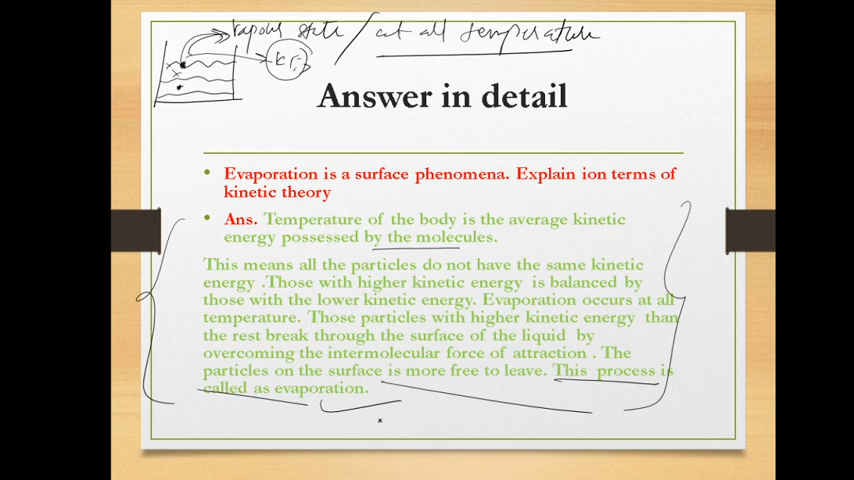 vapour state / at all temperature
K.E
Answer in detail
• Evaporation is a surface phenomena. Explain ion terms of
kinetic theory
• Ans. Temperature of the body is the average kinetic
energy possessed by the molecules.
This means all the particles do not have the same kinetic
energy .Those with higher kinetic energy is balanced by
those with the lower kinetic energy. Evaporation occurs at all
temperature. Those particles with higher kinetic energy than
the rest break through the surface of the liquid by
overcoming the intermolecular force of attraction . The
particles on the surface is more free to leave. This process is
called as evaporation.